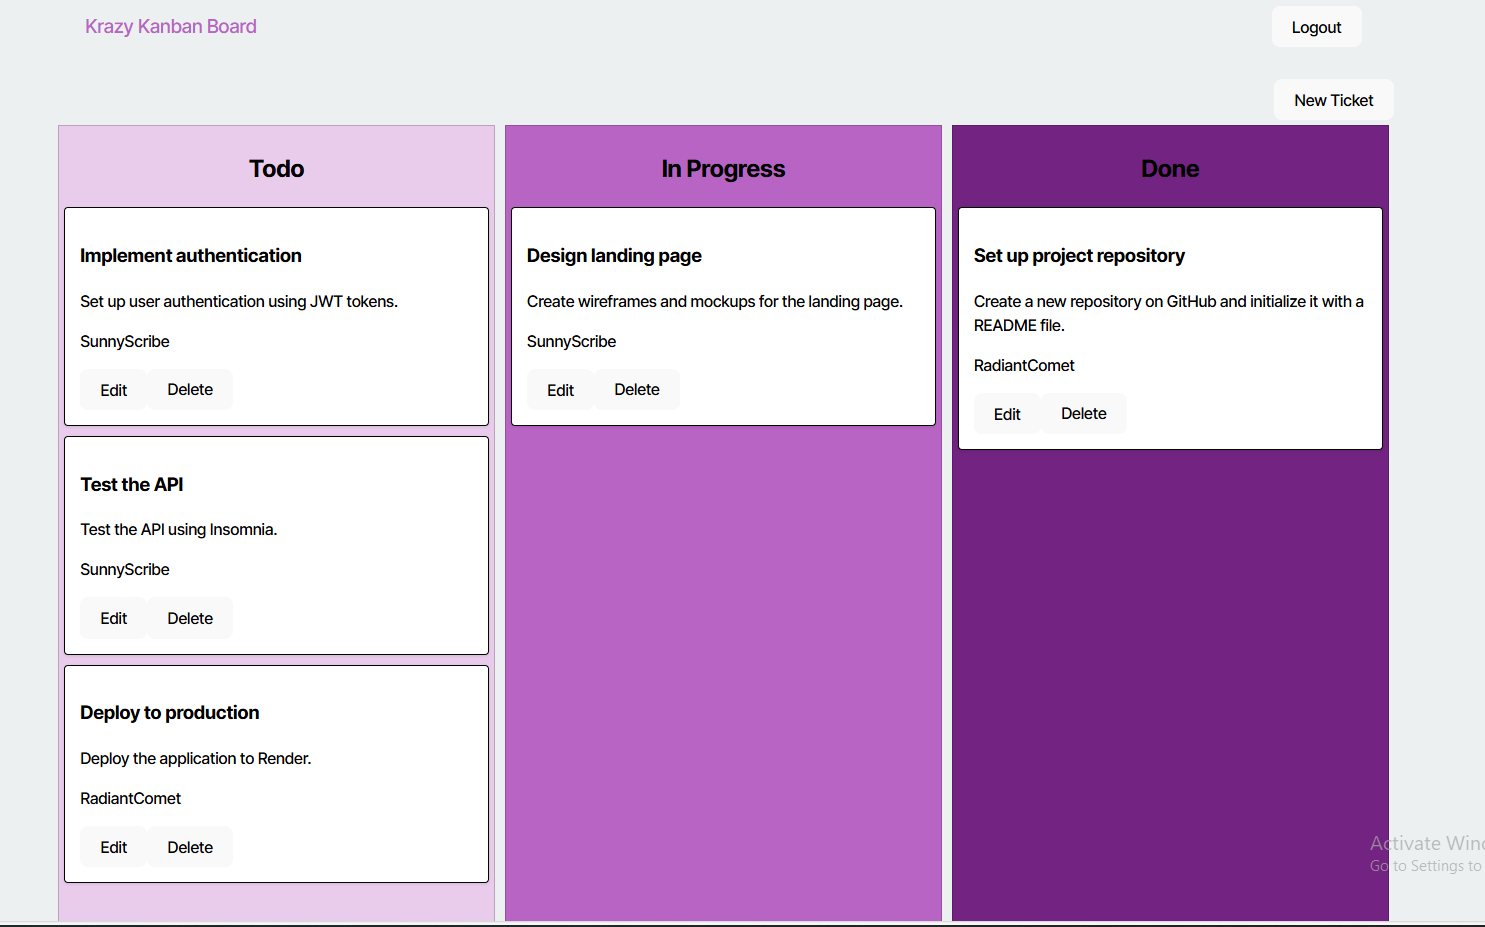 Krazy Kanban Board
Logout
New Ticket
Todo
Implement authentication
Set up user authentication using JWT tokens.
SunnyScribe
Edit Delete
Test the API
Test the API using Insomnia.
SunnyScribe
Edit Delete
Deploy to production
Deploy the application to Render.
RadiantComet
Edit Delete
In Progress
Design landing page
Create wireframes and mockups for the landing page.
SunnyScribe
Edit Delete
Done
Set up project repository
Create a new repository on GitHub and initialize it with a
README file.
RadiantComet
Edit Delete
Activate
Go to Settings to